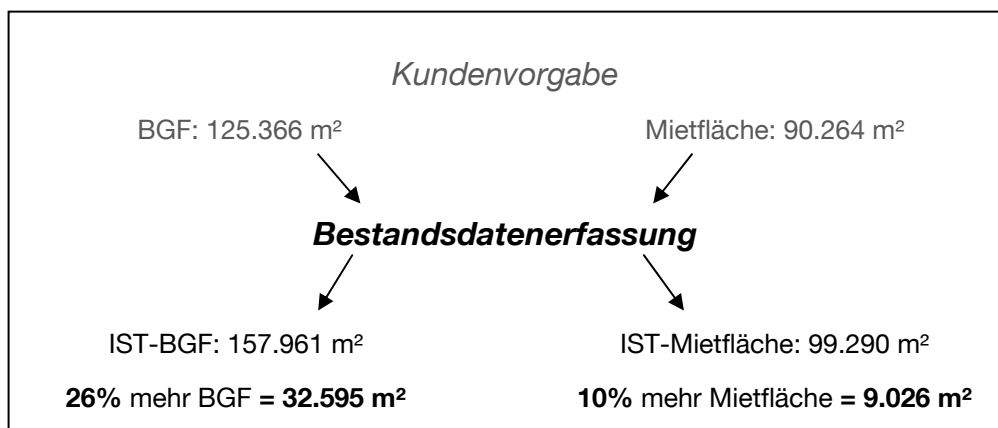 Kundenvorgabe
BGF: 125.366 m²
Mietfläche: 90.264 m²
Bestandsdatenerfassung
IST-BGF: 157.961 m²
IST-Mietfläche: 99.290 m²
26% mehr BGF = 32.595 m²
10% mehr Mietfläche = 9.026 m²